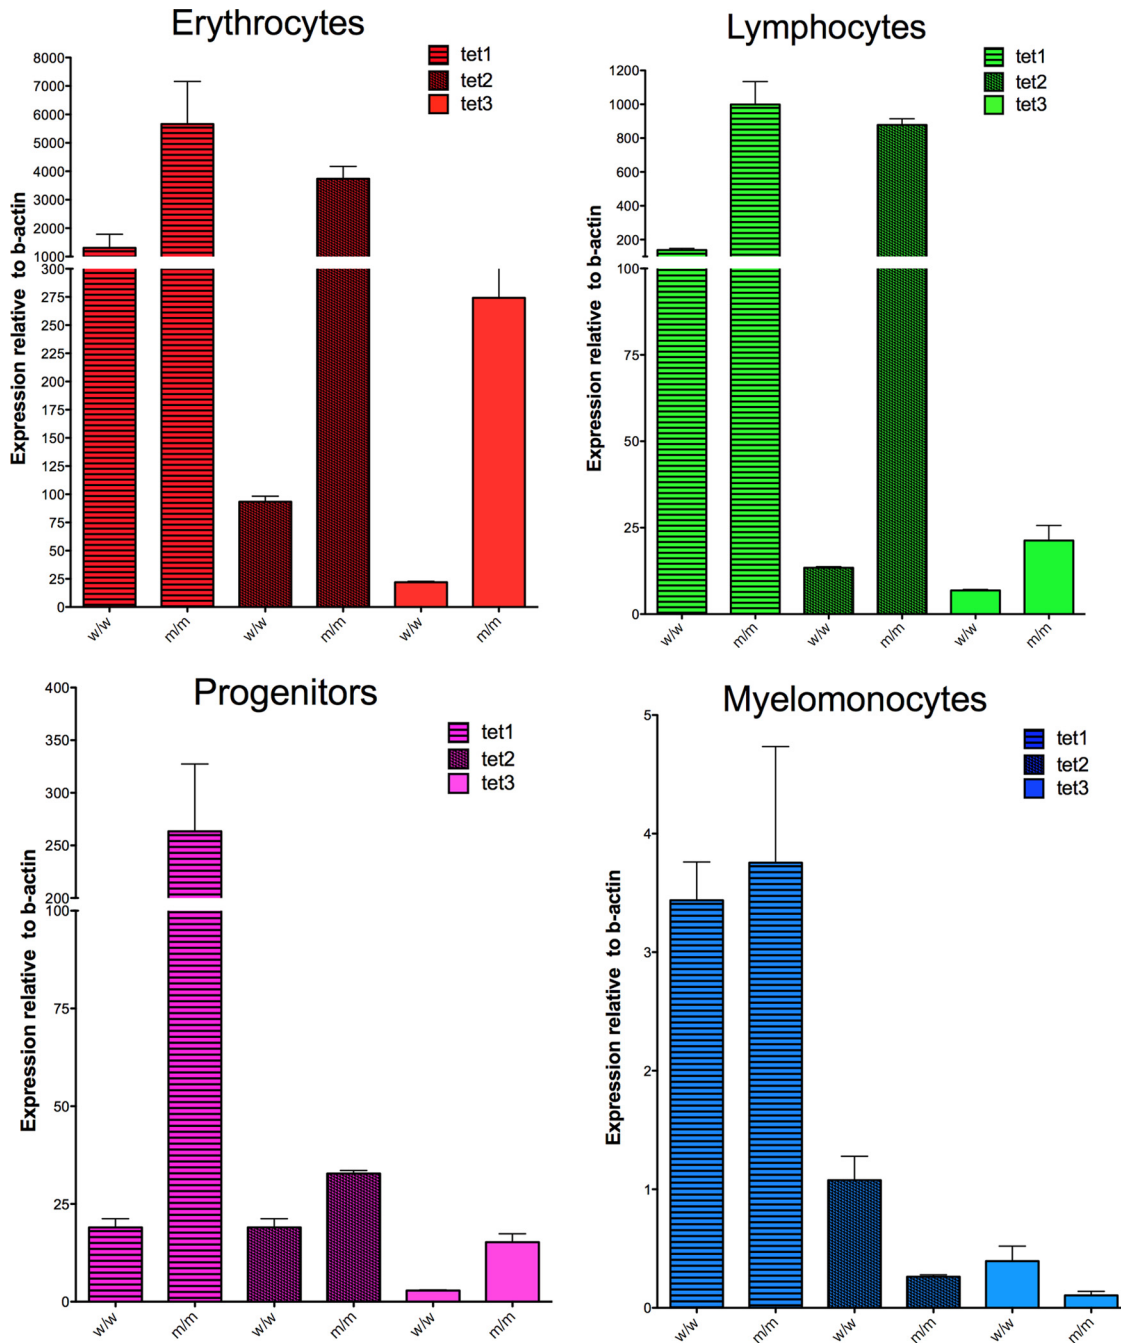 Erythrocytes
tet1
tet2
tet3
Expression relative to b-actin
8000
7000
6000
5000
4000
3000
2000
1000
300
275
250
225
200
175
150
125
100
75
50
25
0
w/w
m/m
w/w
m/m
w/w
m/m
Lymphocytes
tet1
tet2
tet3
Expression relative to b-actin
1200
1000
800
600
400
200
100
75
50
25
0
w/w
m/m
w/w
m/m
w/w
m/m
Progenitors
tet1
tet2
tet3
Expression relative to b-actin
400
350
300
250
200
100
75
50
25
0
w/w
m/m
w/w
m/m
w/w
m/m
Myelomonocytes
tet1
tet2
tet3
Expression relative to b-actin
5
4
3
2
1
0
w/w
m/m
w/w
m/m
w/w
m/m